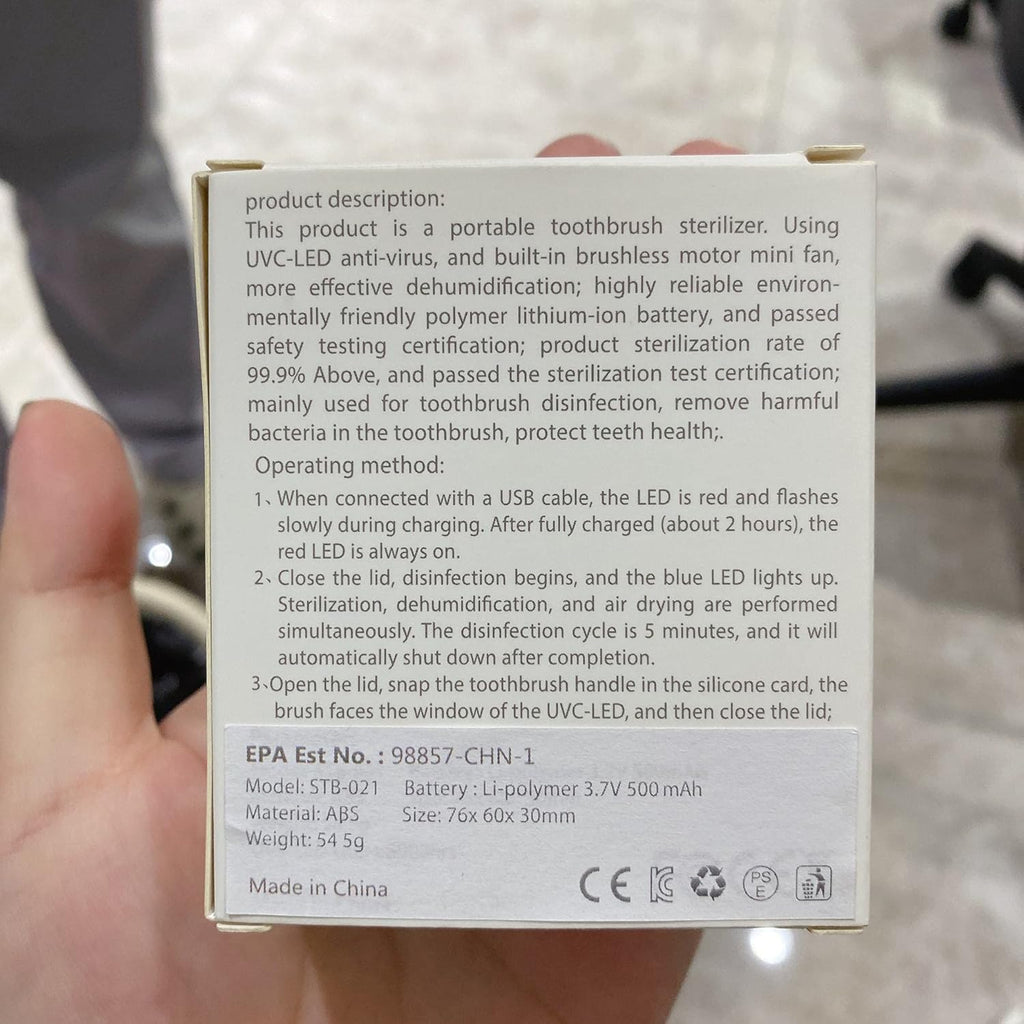 product description:
This product is a portable toothbrush sterilizer. Using
UVC-LED anti-virus, and built-in brushless motor mini fan,
more effective dehumidification; highly reliable environ-
mentally friendly polymer lithium-ion battery, and passed
safety testing certification; product sterilization rate of
99.9% Above, and passed the sterilization test certification;
mainly used for toothbrush disinfection, remove harmful
bacteria in the toothbrush, protect teeth health;.
Operating method:
1、When connected with a USB cable, the LED is red and flashes
slowly during charging. After fully charged (about 2 hours), the
red LED is always on.
2、Close the lid, disinfection begins, and the blue LED lights up.
Sterilization, dehumidification, and air drying are performed
simultaneously. The disinfection cycle is 5 minutes, and it will
automatically shut down after completion.
3、Open the lid, snap the toothbrush handle in the silicone card, the
brush faces the window of the UVC-LED, and then close the lid;
EPA Est No. : 98857-CHN-1
Model: STB-021 Battery : Li-polymer 3.7V 500 mAh
Material: ABS Size: 76x 60x 30mm
Weight: 54 5g
Made in China
CE KC PS E